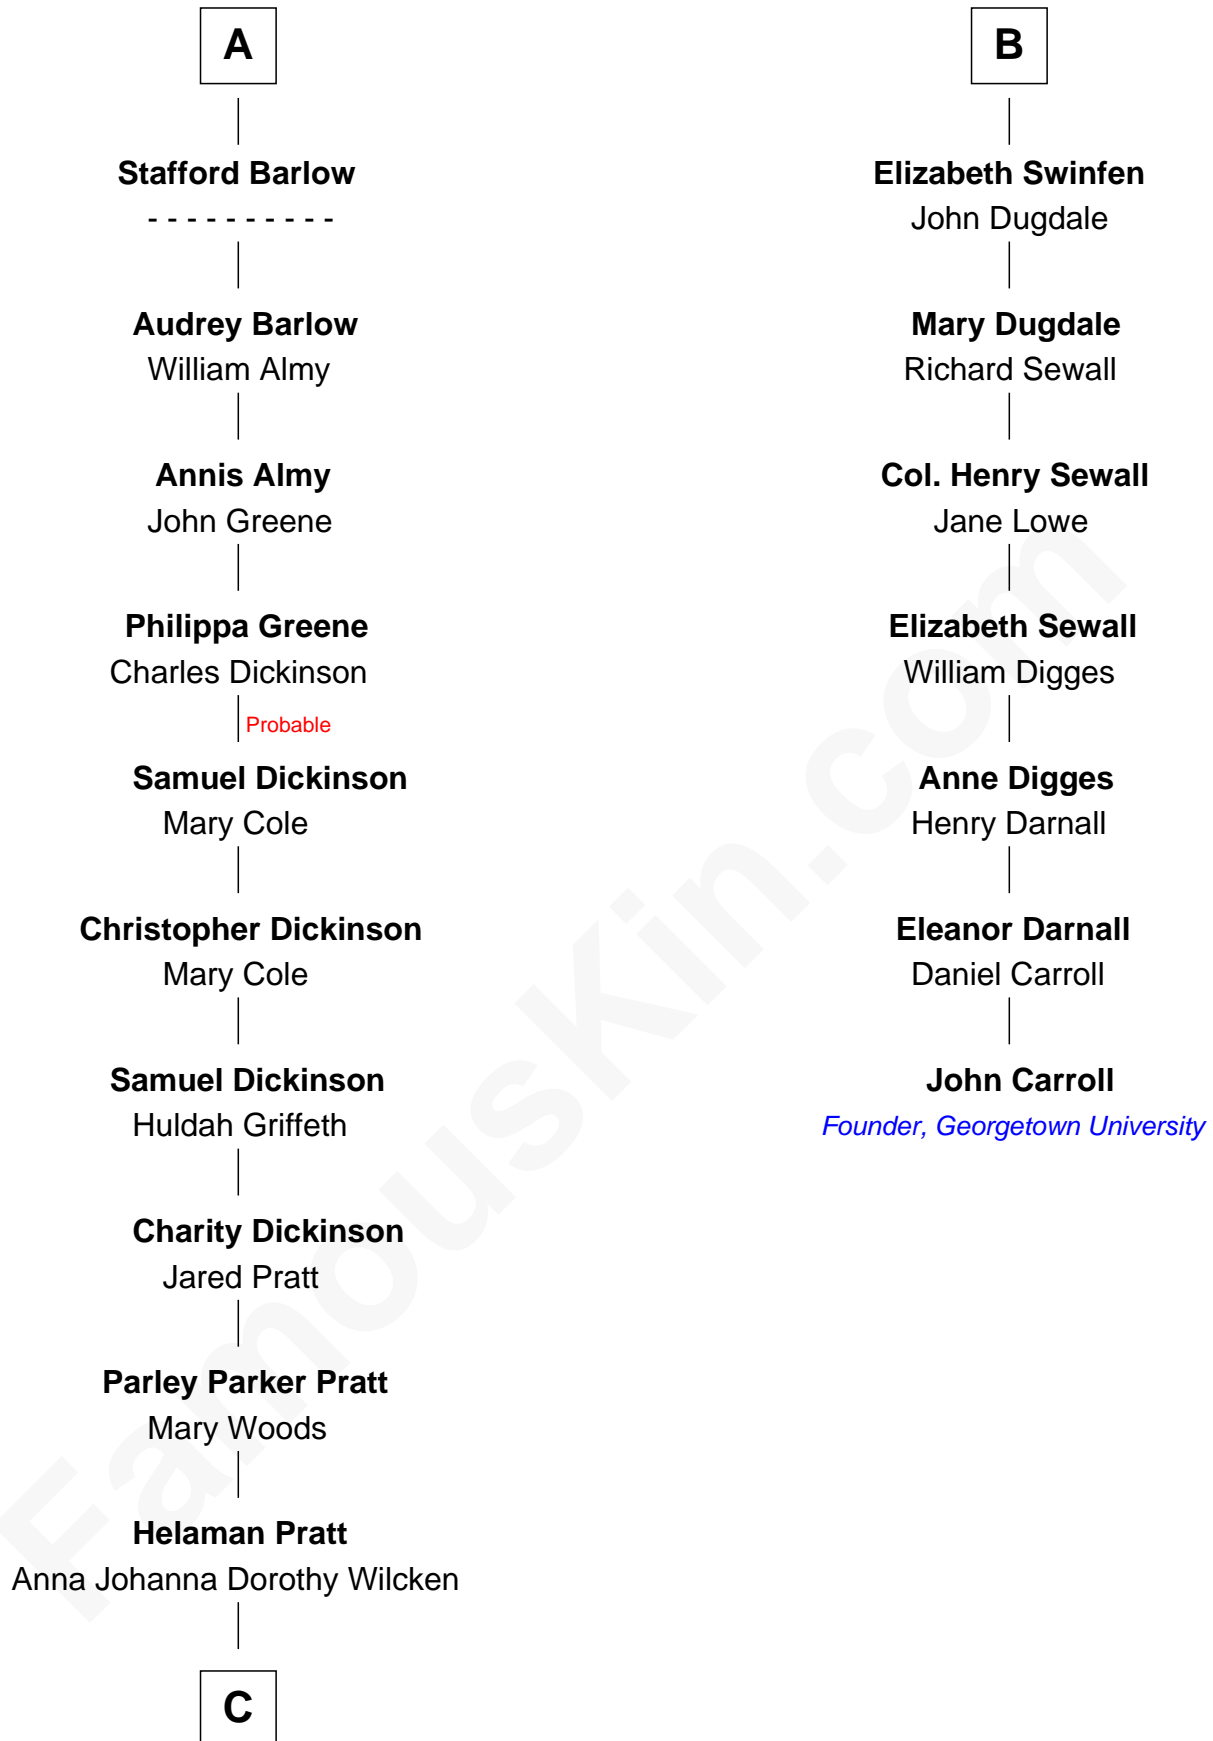 A
Stafford Barlow
- - - - - - - - - -
Audrey Barlow
William Almy
Annis Almy
John Greene
Philippa Greene
Charles Dickinson
Probable
Samuel Dickinson
Mary Cole
Christopher Dickinson
Mary Cole
Samuel Dickinson
Huldah Griffeth
Charity Dickinson
Jared Pratt
Parley Parker Pratt
Mary Woods
Helaman Pratt
Anna Johanna Dorothy Wilcken
C
B
Elizabeth Swinfen
John Dugdale
Mary Dugdale
Richard Sewall
Col. Henry Sewall
Jane Lowe
Elizabeth Sewall
William Digges
Anne Digges
Henry Darnall
Eleanor Darnall
Daniel Carroll
John Carroll
Founder, Georgetown University
FamousKin.com